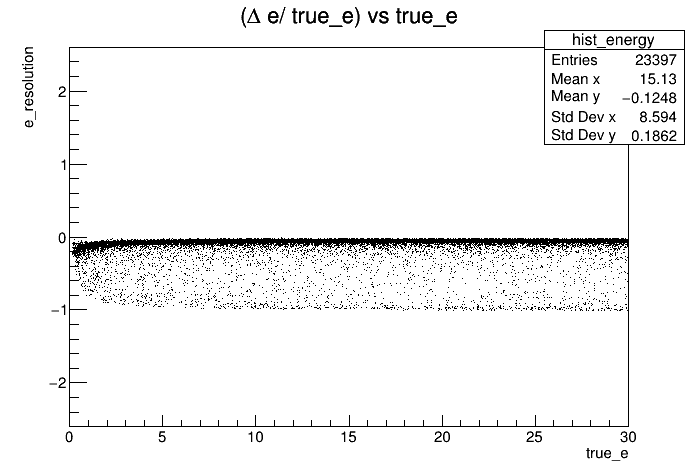 (Δ e/ true_e) vs true_e
hist_energy
Entries 23397
Mean x 15.13
Mean y −0.1248
Std Dev x 8.594
Std Dev y 0.1862
e_resolution
2
1
0
−1
−2
0 5 10 15 20 25 30
true_e